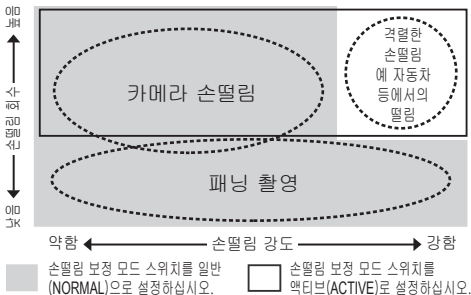 높음
손떨림 회수
낮음
카메라 손떨림
격렬한
손떨림
예 자동차
등에서의
떨림
패닝 촬영
약함
손떨림 강도
강함
손떨림 보정 모드 스위치를 일반
(NORMAL)으로 설정하십시오.
손떨림 보정 모드 스위치를
액티브(ACTIVE)로 설정하십시오.